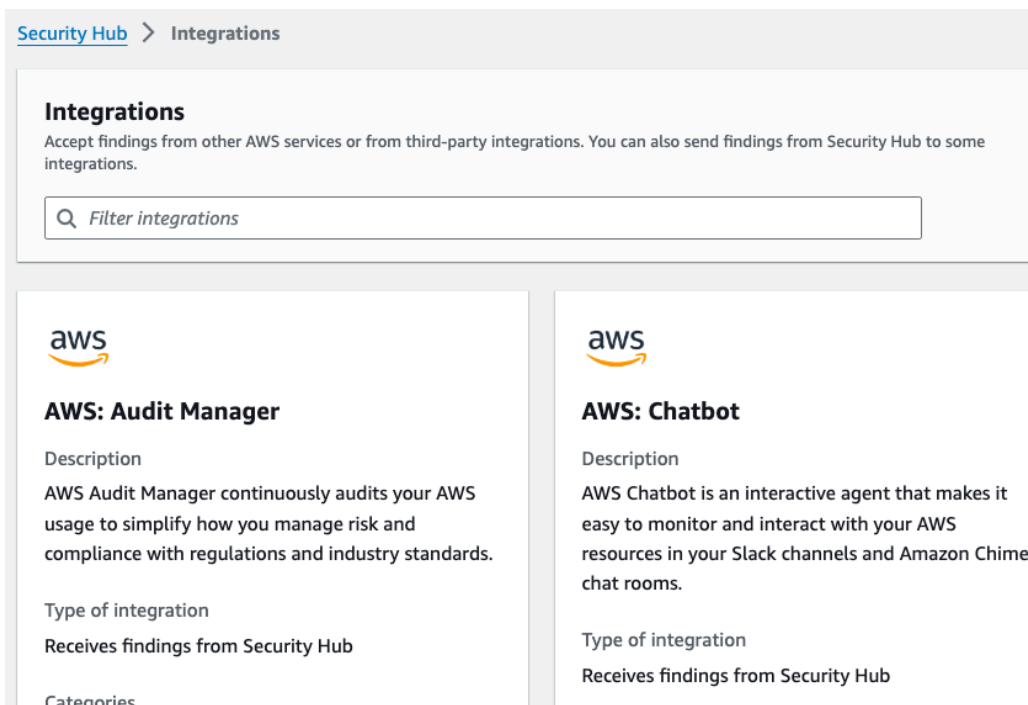 Security Hub > Integrations
Integrations
Accept findings from other AWS services or from third-party integrations. You can also send findings from Security Hub to some
integrations.
Filter integrations
aws
AWS: Audit Manager
Description
AWS Audit Manager continuously audits your AWS
usage to simplify how you manage risk and
compliance with regulations and industry standards.
Type of integration
Receives findings from Security Hub
Categories
aws
AWS: Chatbot
Description
AWS Chatbot is an interactive agent that makes it
easy to monitor and interact with your AWS
resources in your Slack channels and Amazon Chime
chat rooms.
Type of integration
Receives findings from Security Hub